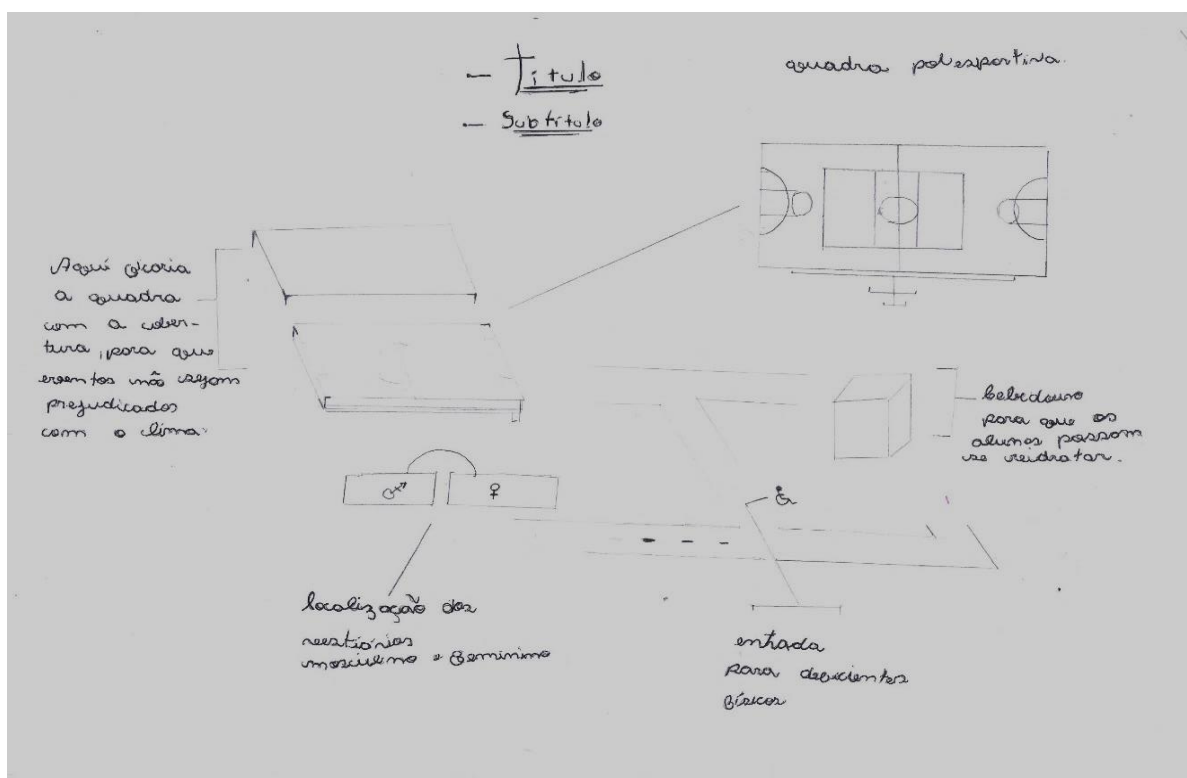 - Título
- Subtítulo
quadra poliesportiva.
Aqui ficaria
a quadra
com a cober-
tura, para que
eventos não sejam
prejudicados
com o clima.
bebedouro
para que os
alunos possam
se reidratar.
localização dos
vestiários
masculino e feminino
entrada
para deficientes
físicos